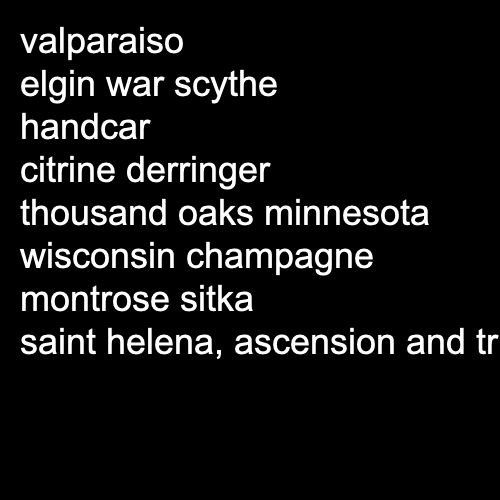 valparaiso
elgin war scythe
handcar
citrine derringer
thousand oaks minnesota
wisconsin champagne
montrose sitka
saint helena, ascension and tr